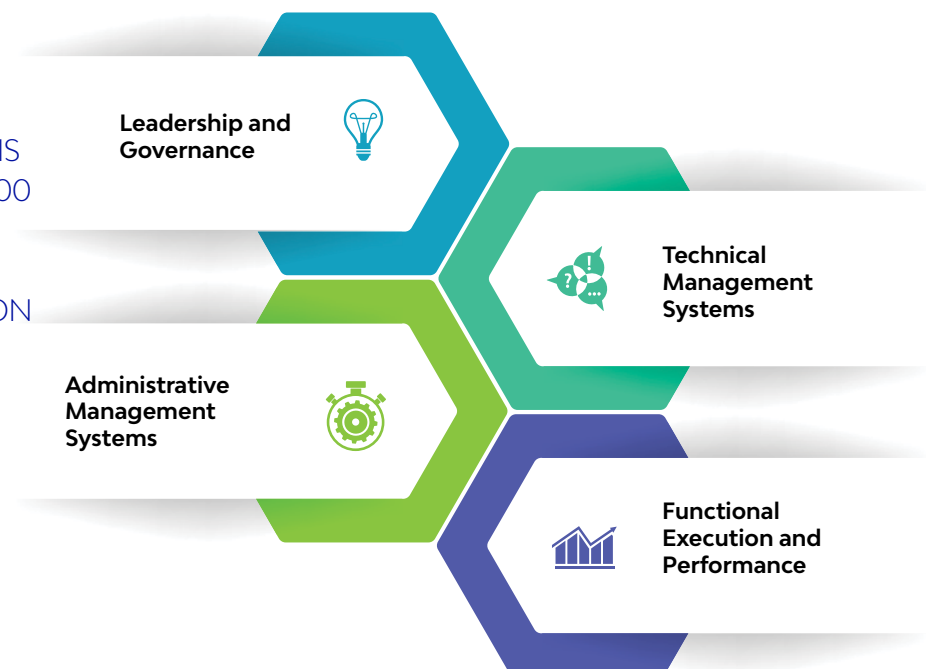 Leadership and
Governance
Technical
Management
Systems
Administrative
Management
Systems
Functional
Execution and
Performance
? ! ...